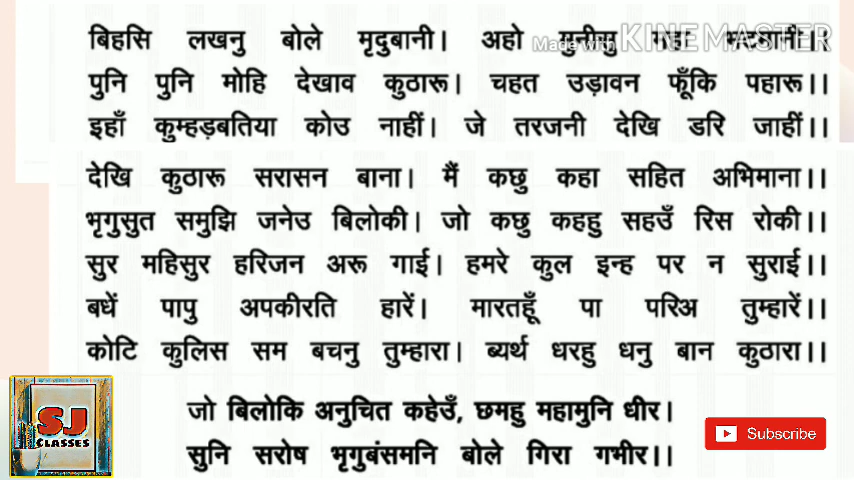 Made with KINEMASTER
बिहसि लखनु बोले मृदुबानी। अहो मुनीसु
पुनि पुनि मोहि देखाव कुठारू। चहत उड़ावन फूँकि पहारू।।
इहाँ कुम्हड़बतिया कोउ नाहीं। जे तरजनी देखि डरि जाहीं।।
देखि कुठारू सरासन बाना। मैं कछु कहा सहित अभिमाना।।
भृगुसुत समुझि जनेउ बिलोकी। जो कछु कहहु सहउँ रिस रोकी।।
सुर महिसुर हरिजन अरू गाई। हमरे कुल इन्ह पर न सुराई।।
बधें पापु अपकीरति हारें। मारतहूँ पा परिअ तुम्हारें।।
कोटि कुलिस सम बचनु तुम्हारा। ब्यर्थ धरहु धनु बान कुठारा।।
जो बिलोकि अनुचित कहेउँ, छमहु महामुनि धीर।
सुनि सरोष भृगुबंसमनि बोले गिरा गभीर।।
SJ
CLASSES
Subscribe